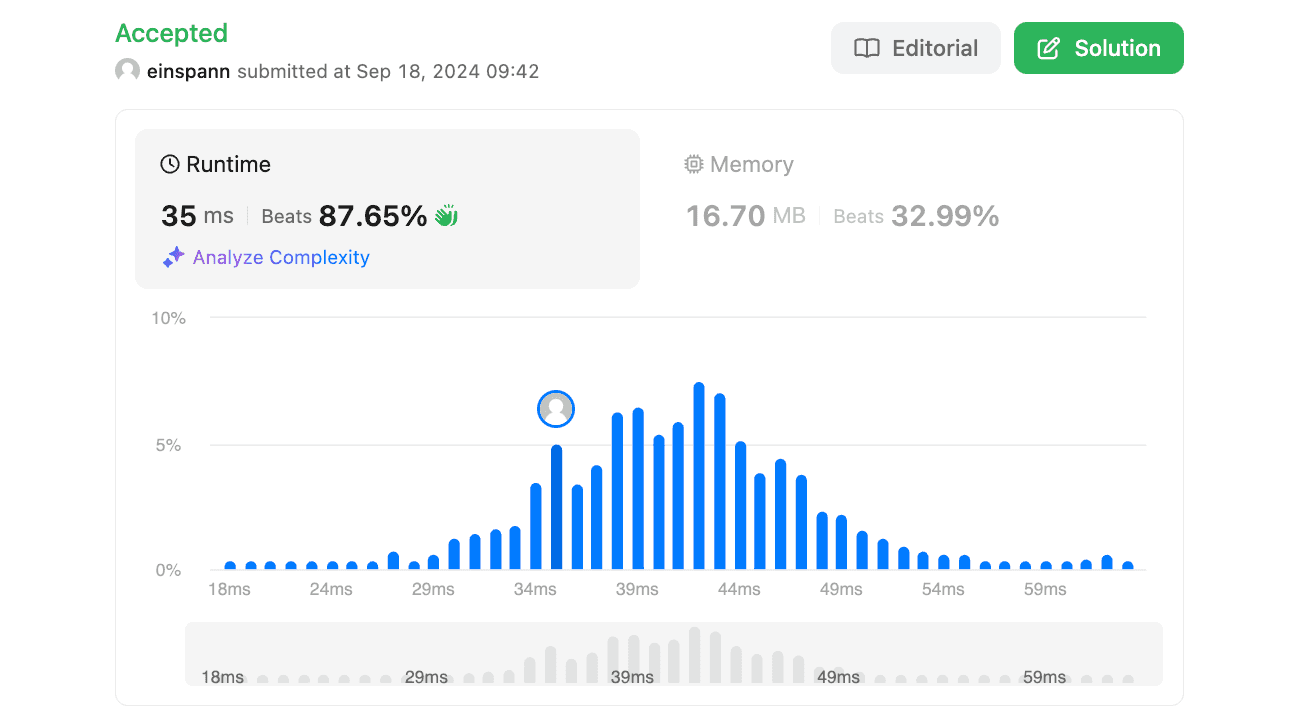 Accepted
Editorial
Solution
einspann submitted at Sep 18, 2024 09:42
Runtime
35 ms Beats 87.65%
Analyze Complexity
Memory
16.70 MB Beats 32.99%
10%
5%
0%
18ms 24ms 29ms 34ms 39ms 44ms 49ms 54ms 59ms
18ms 29ms 39ms 49ms 59ms